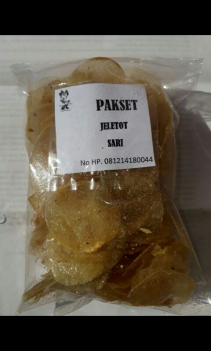 PAKSET
JELETOT
SARI
No HP. 081214180044